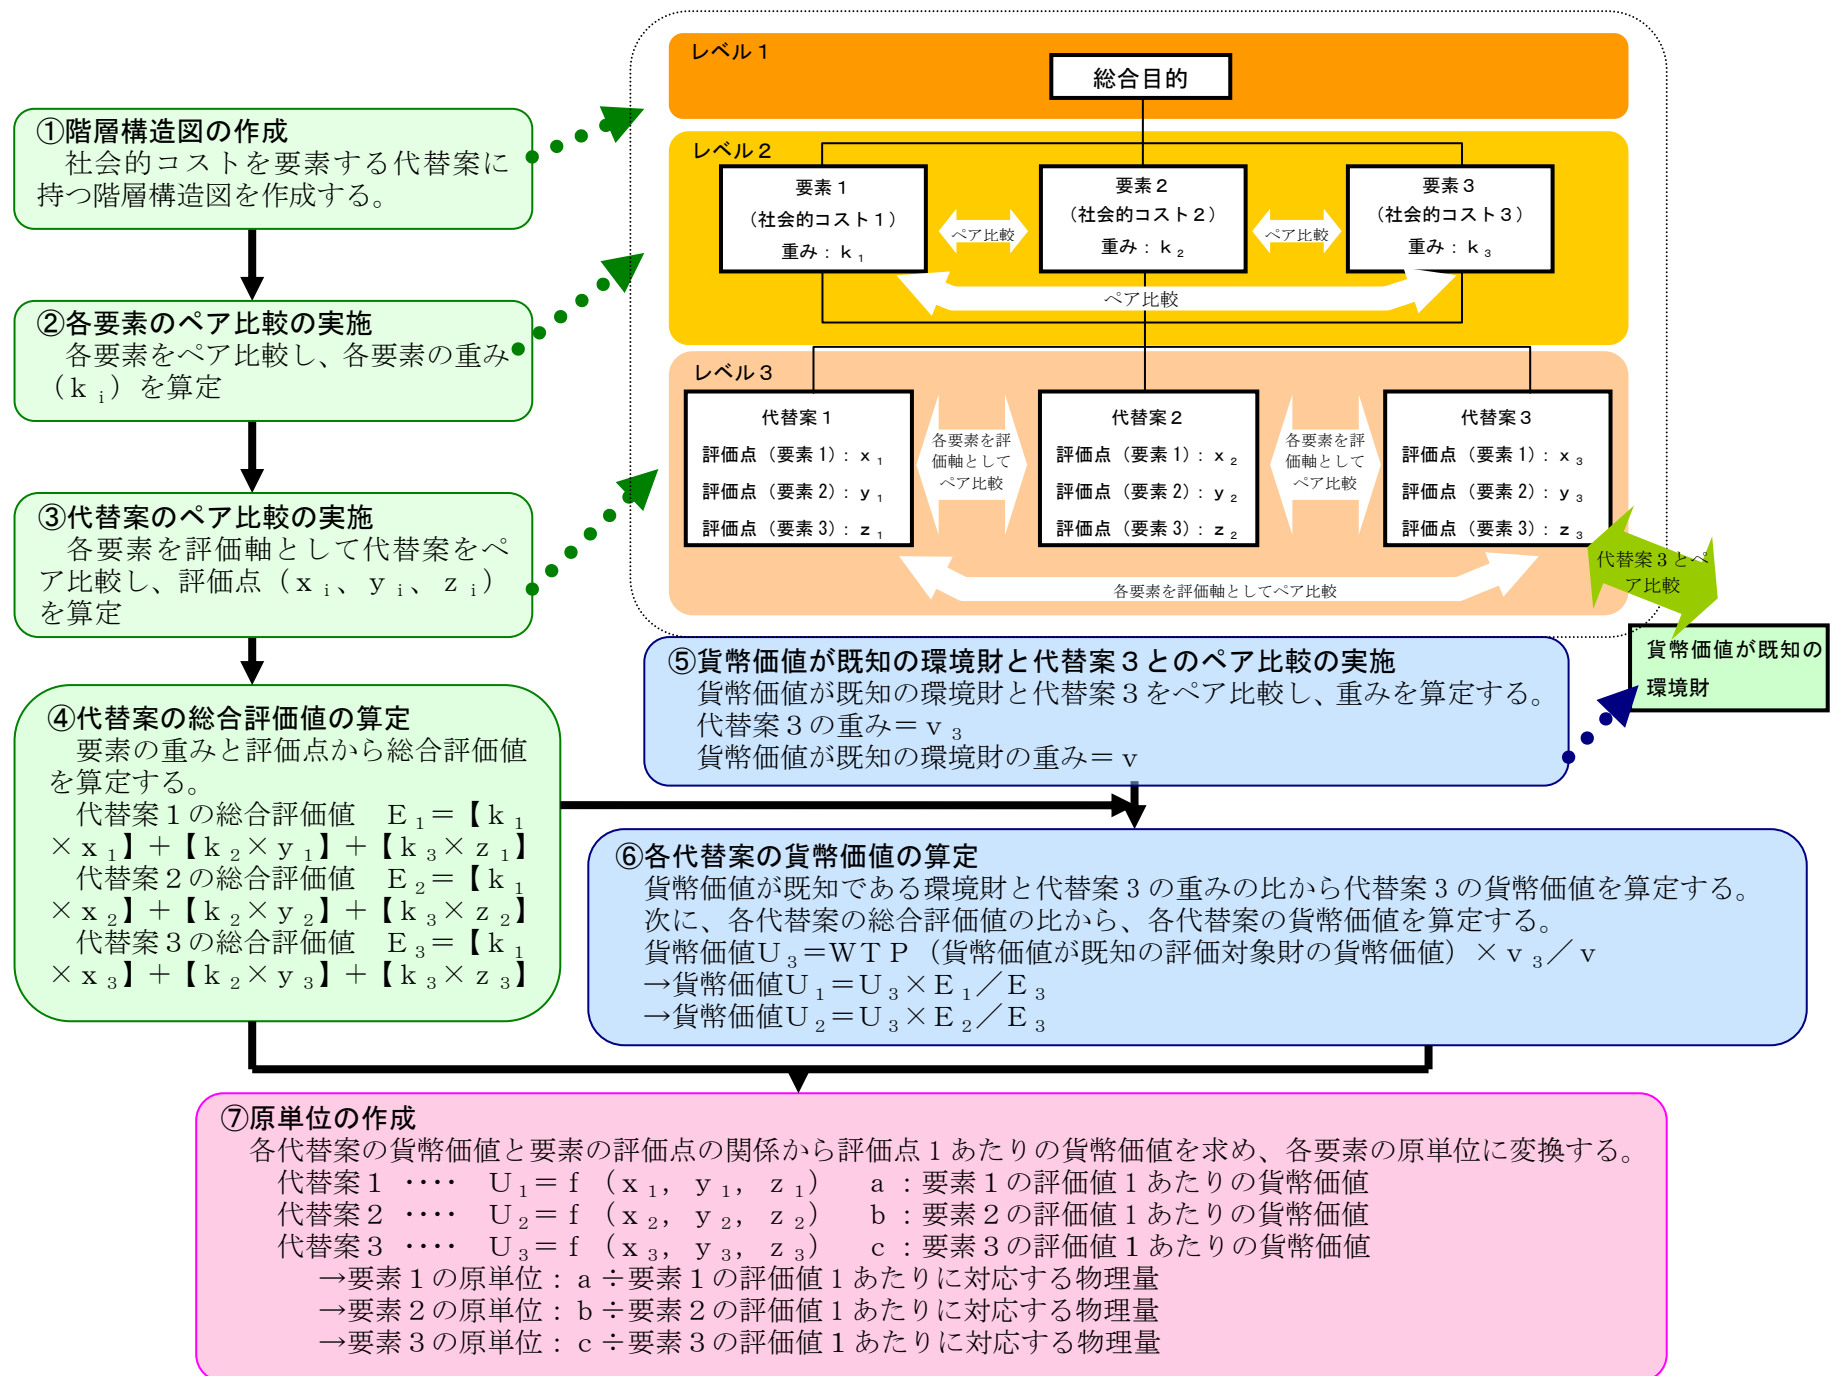 レベル１
総合目的
①階層構造図の作成
社会的コストを要素する代替案に
持つ階層構造図を作成する。
レベル２
要素１
（社会的コスト１）
重み：ｋ₁
ペア比較
要素２
（社会的コスト２）
重み：ｋ₂
ペア比較
要素３
（社会的コスト３）
重み：ｋ₃
ペア比較
②各要素のペア比較の実施
各要素をペア比較し、各要素の重み
（ｋᵢ）を算定
レベル３
代替案１
評価点（要素1）：ｘ₁
評価点（要素2）：ｙ₁
評価点（要素3）：ｚ₁
各要素を評
価軸として
ペア比較
代替案２
評価点（要素1）：ｘ₂
評価点（要素2）：ｙ₂
評価点（要素3）：ｚ₂
各要素を評
価軸として
ペア比較
代替案３
評価点（要素1）：ｘ₃
評価点（要素2）：ｙ₃
評価点（要素3）：ｚ₃
各要素を評価軸としてペア比較
代替案３とペ
ア比較
貨幣価値が既知の
環境財
③代替案のペア比較の実施
各要素を評価軸として代替案をペ
ア比較し、評価点（ｘᵢ、ｙᵢ、ｚᵢ）
を算定
④代替案の総合評価値の算定
要素の重みと評価点から総合評価値
を算定する。
代替案１の総合評価値　Ｅ₁＝【ｋ₁
×ｘ₁】＋【ｋ₂×ｙ₁】＋【ｋ₃×ｚ₁】
代替案２の総合評価値　Ｅ₂＝【ｋ₁
×ｘ₂】＋【ｋ₂×ｙ₂】＋【ｋ₃×ｚ₂】
代替案３の総合評価値　Ｅ₃＝【ｋ₁
×ｘ₃】＋【ｋ₂×ｙ₃】＋【ｋ₃×ｚ₃】
⑤貨幣価値が既知の環境財と代替案３とのペア比較の実施
貨幣価値が既知の環境財と代替案３をペア比較し、重みを算定する。
代替案３の重み＝ｖ₃
貨幣価値が既知の環境財の重み＝ｖ
⑥各代替案の貨幣価値の算定
貨幣価値が既知である環境財と代替案３の重みの比から代替案３の貨幣価値を算定する。
次に、各代替案の総合評価値の比から、各代替案の貨幣価値を算定する。
貨幣価値Ｕ₃＝ＷＴＰ（貨幣価値が既知の評価対象財の貨幣価値）×ｖ₃／ｖ
→貨幣価値Ｕ₁＝Ｕ₃×Ｅ₁／Ｅ₃
→貨幣価値Ｕ₂＝Ｕ₃×Ｅ₂／Ｅ₃
⑦原単位の作成
各代替案の貨幣価値と要素の評価点の関係から評価点１あたりの貨幣価値を求め、各要素の原単位に変換する。
代替案１ ････　Ｕ₁＝ｆ（ｘ₁，ｙ₁，ｚ₁）　ａ：要素１の評価値１あたりの貨幣価値
代替案２ ････　Ｕ₂＝ｆ（ｘ₂，ｙ₂，ｚ₂）　ｂ：要素２の評価値１あたりの貨幣価値
代替案３ ････　Ｕ₃＝ｆ（ｘ₃，ｙ₃，ｚ₃）　ｃ：要素３の評価値１あたりの貨幣価値
→要素１の原単位：ａ÷要素１の評価値１あたりに対応する物理量
→要素２の原単位：ｂ÷要素２の評価値１あたりに対応する物理量
→要素３の原単位：ｃ÷要素３の評価値１あたりに対応する物理量